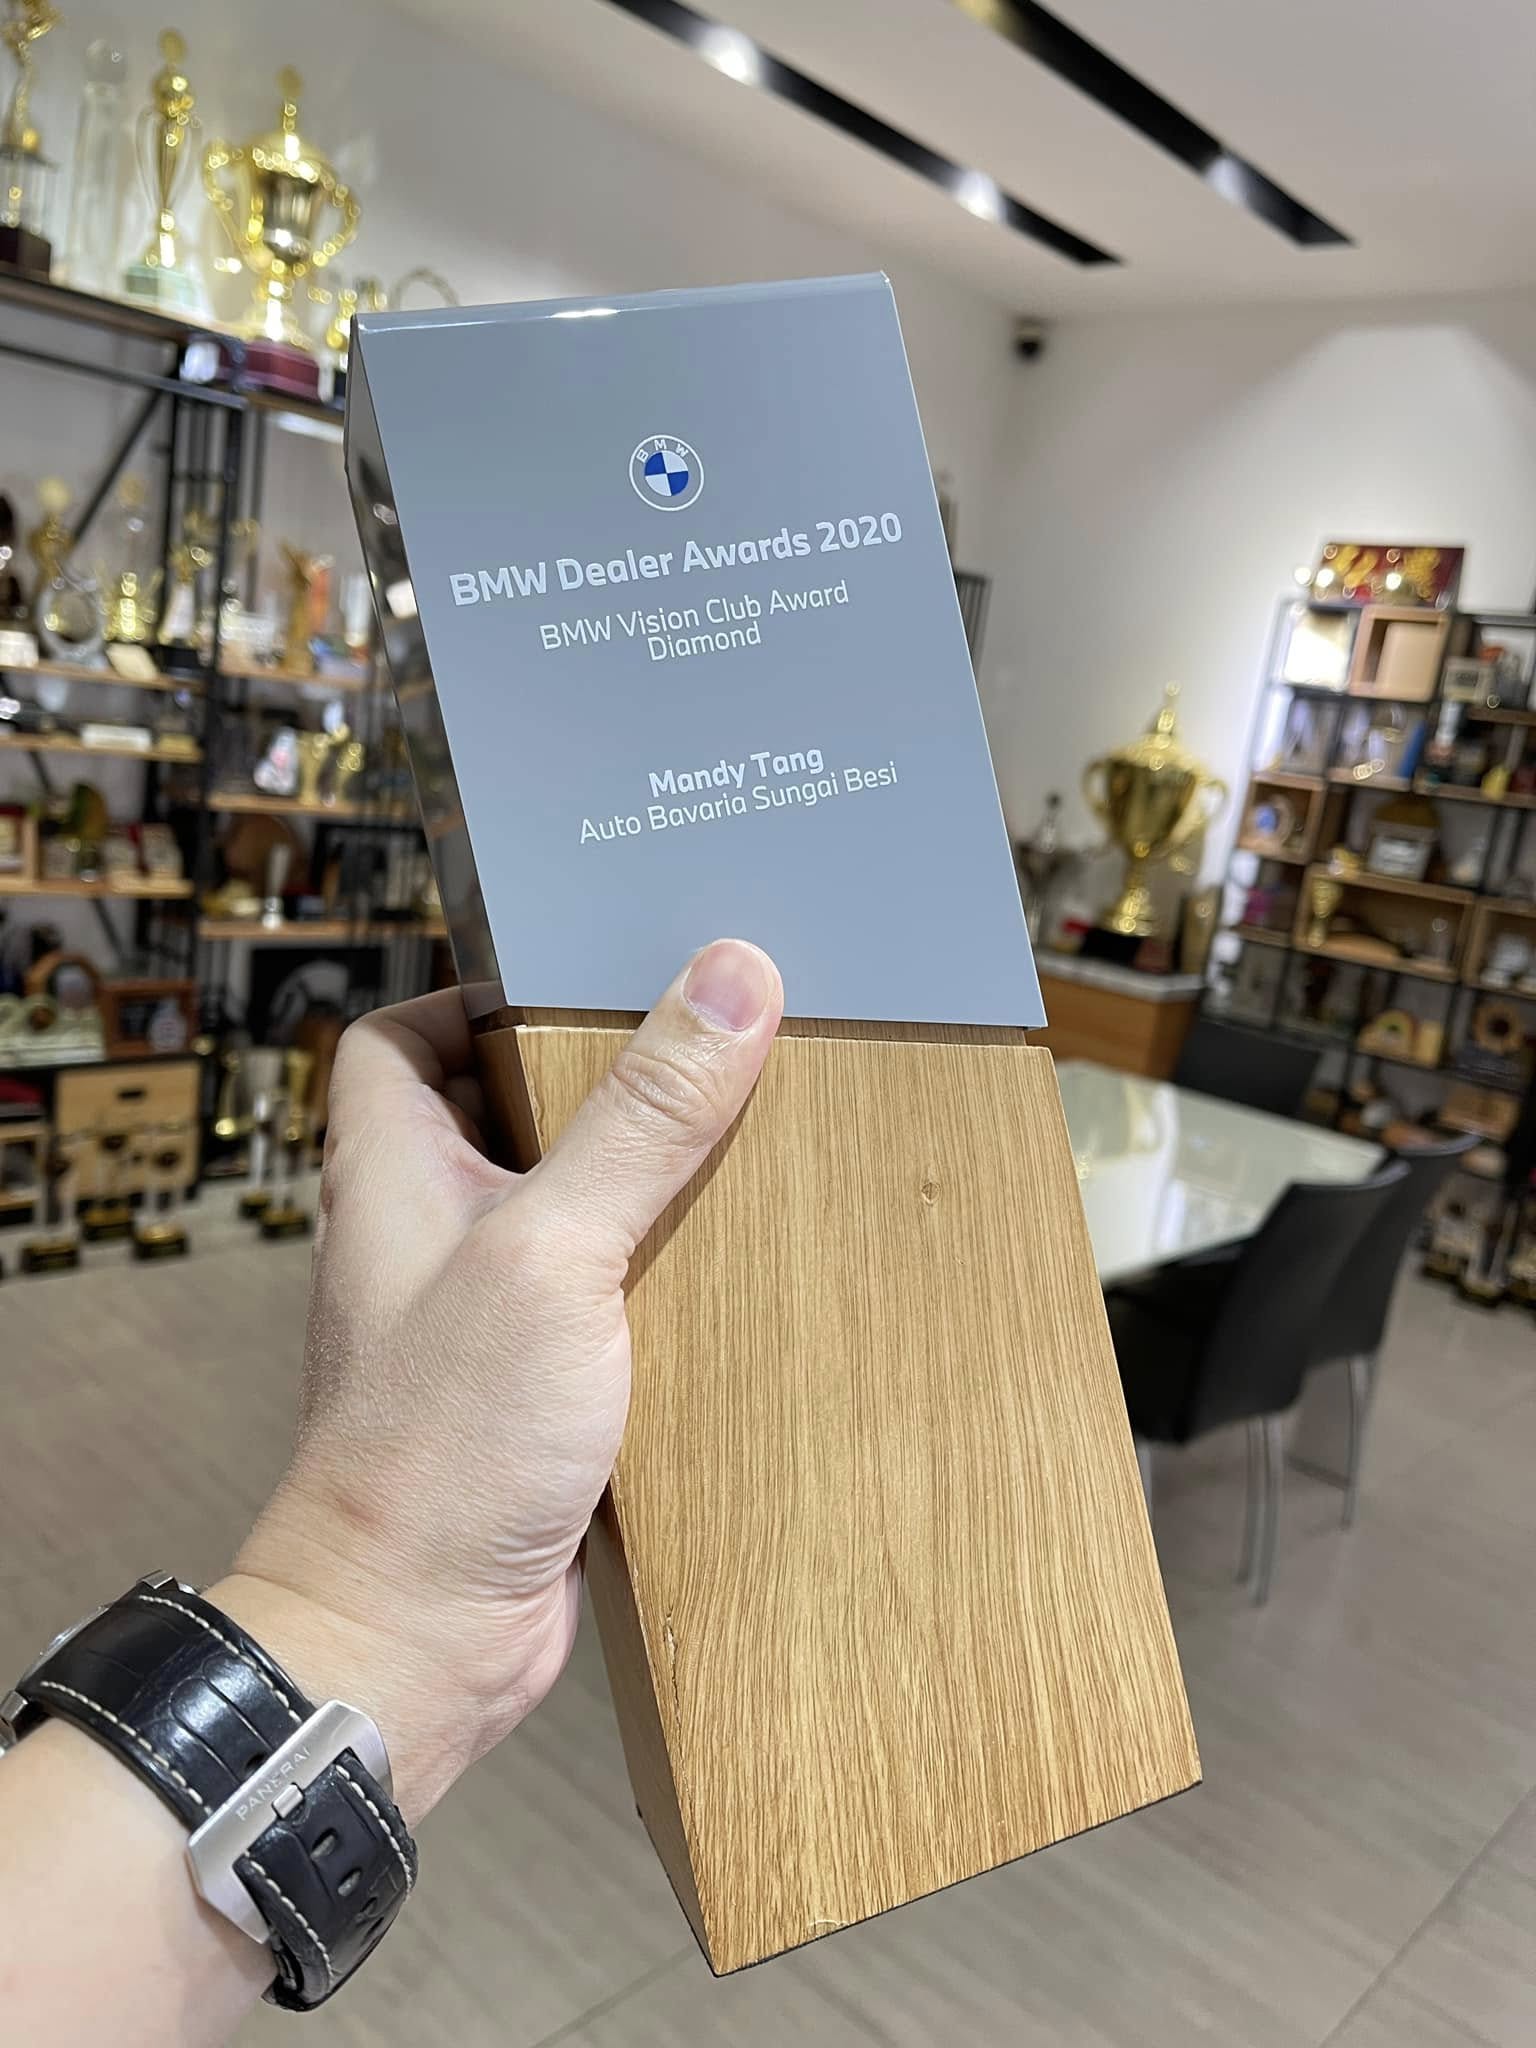 BMW
BMW Dealer Awards 2020
BMW Vision Club Award
Diamond
Mandy Tang
Auto Bavaria Sungai Besi
PANERAI